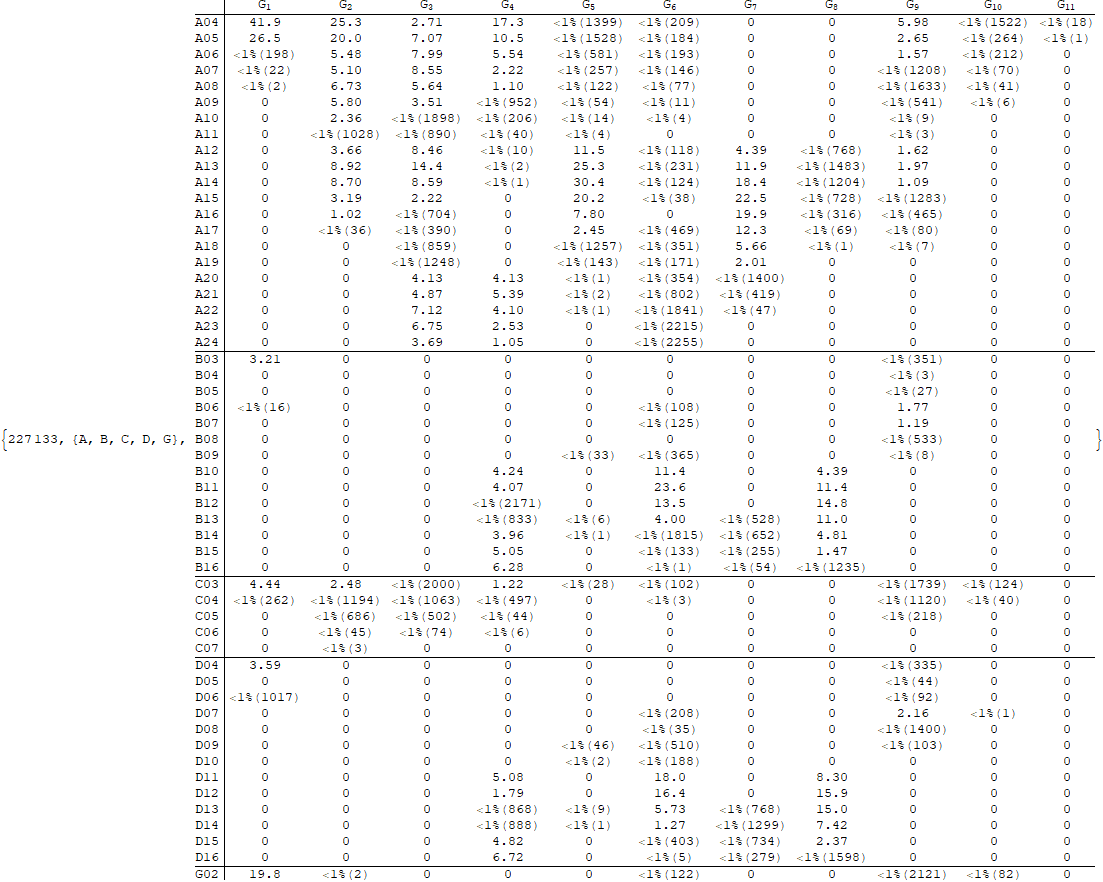 G₁ G₂ G₃ G₄ G₅ G₆ G₇ G₈ G₉ G₁₀ G₁₁
A04 41.9 25.3 2.71 17.3 <1%(1399) <1%(209) 0 0 5.98 <1%(1522) <1%(18)
A05 26.5 20.0 7.07 10.5 <1%(1528) <1%(184) 0 0 2.65 <1%(264) <1%(1)
A06 <1%(198) 5.48 7.99 5.54 <1%(581) <1%(193) 0 0 1.57 <1%(212) 0
A07 <1%(22) 5.10 8.55 2.22 <1%(257) <1%(146) 0 0 <1%(1208) <1%(70) 0
A08 <1%(2) 6.73 5.64 1.10 <1%(122) <1%(77) 0 0 <1%(1633) <1%(41) 0
A09 0 5.80 3.51 <1%(952) <1%(54) <1%(11) 0 0 <1%(541) <1%(6) 0
A10 0 2.36 <1%(1898) <1%(206) <1%(14) <1%(4) 0 0 <1%(9) 0 0
A11 0 <1%(1028) <1%(890) <1%(40) <1%(4) 0 0 0 <1%(3) 0 0
A12 0 3.66 8.46 <1%(10) 11.5 <1%(118) 4.39 <1%(768) 1.62 0 0
A13 0 8.92 14.4 <1%(2) 25.3 <1%(231) 11.9 <1%(1483) 1.97 0 0
A14 0 8.70 8.59 <1%(1) 30.4 <1%(124) 18.4 <1%(1204) 1.09 0 0
A15 0 3.19 2.22 0 20.2 <1%(38) 22.5 <1%(728) <1%(1283) 0 0
A16 0 1.02 <1%(704) 0 7.80 0 19.9 <1%(316) <1%(465) 0 0
A17 0 <1%(36) <1%(390) 0 2.45 <1%(469) 12.3 <1%(69) <1%(80) 0 0
A18 0 0 <1%(859) 0 <1%(1257) <1%(351) 5.66 <1%(1) <1%(7) 0 0
A19 0 0 <1%(1248) 0 <1%(143) <1%(171) 2.01 0 0 0 0
A20 0 0 4.13 4.13 <1%(1) <1%(354) <1%(1400) 0 0 0 0
A21 0 0 4.87 5.39 <1%(2) <1%(802) <1%(419) 0 0 0 0
A22 0 0 7.12 4.10 <1%(1) <1%(1841) <1%(47) 0 0 0 0
A23 0 0 6.75 2.53 0 <1%(2215) 0 0 0 0 0
A24 0 0 3.69 1.05 0 <1%(2255) 0 0 0 0 0
B03 3.21 0 0 0 0 0 0 0 <1%(351) 0 0
B04 0 0 0 0 0 0 0 0 <1%(3) 0 0
B05 0 0 0 0 0 0 0 0 <1%(27) 0 0
B06 <1%(16) 0 0 0 0 <1%(108) 0 0 1.77 0 0
B07 0 0 0 0 0 <1%(125) 0 0 1.19 0 0
{227133, {A, B, C, D, G}, B08 0 0 0 0 0 0 0 0 <1%(533) 0 0 }
B09 0 0 0 0 <1%(33) <1%(365) 0 0 <1%(8) 0 0
B10 0 0 0 4.24 0 11.4 0 4.39 0 0 0
B11 0 0 0 4.07 0 23.6 0 11.4 0 0 0
B12 0 0 0 <1%(2171) 0 13.5 0 14.8 0 0 0
B13 0 0 0 <1%(833) <1%(6) 4.00 <1%(528) 11.0 0 0 0
B14 0 0 0 3.96 <1%(1) <1%(1815) <1%(652) 4.81 0 0 0
B15 0 0 0 5.05 0 <1%(133) <1%(255) 1.47 0 0 0
B16 0 0 0 6.28 0 <1%(1) <1%(54) <1%(1235) 0 0 0
C03 4.44 2.48 <1%(2000) 1.22 <1%(28) <1%(102) 0 0 <1%(1739) <1%(124) 0
C04 <1%(262) <1%(1194) <1%(1063) <1%(497) 0 <1%(3) 0 0 <1%(1120) <1%(40) 0
C05 0 <1%(686) <1%(502) <1%(44) 0 0 0 0 <1%(218) 0 0
C06 0 <1%(45) <1%(74) <1%(6) 0 0 0 0 0 0 0
C07 0 <1%(3) 0 0 0 0 0 0 0 0 0
D04 3.59 0 0 0 0 0 0 0 <1%(335) 0 0
D05 0 0 0 0 0 0 0 0 <1%(44) 0 0
D06 <1%(1017) 0 0 0 0 0 0 0 <1%(92) 0 0
D07 0 0 0 0 0 <1%(208) 0 0 2.16 <1%(1) 0
D08 0 0 0 0 0 <1%(35) 0 0 <1%(1400) 0 0
D09 0 0 0 0 <1%(46) <1%(510) 0 0 <1%(103) 0 0
D10 0 0 0 0 <1%(2) <1%(188) 0 0 0 0 0
D11 0 0 0 5.08 0 18.0 0 8.30 0 0 0
D12 0 0 0 1.79 0 16.4 0 15.9 0 0 0
D13 0 0 0 <1%(868) <1%(9) 5.73 <1%(768) 15.0 0 0 0
D14 0 0 0 <1%(888) <1%(1) 1.27 <1%(1299) 7.42 0 0 0
D15 0 0 0 4.82 0 <1%(403) <1%(734) 2.37 0 0 0
D16 0 0 0 6.72 0 <1%(5) <1%(279) <1%(1598) 0 0 0
G02 19.8 <1%(2) 0 0 0 <1%(122) 0 0 <1%(2121) <1%(82) 0